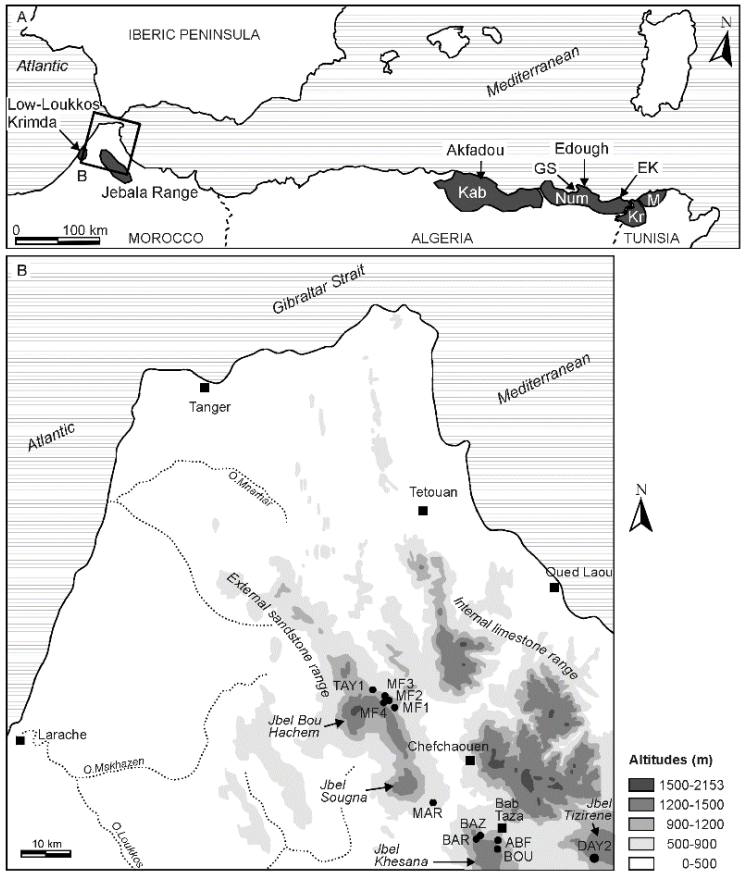 A
IBERIC PENINSULA
N
Atlantic
Mediterranean
Low-Loukkos
Krimda
B
Jebala Range
Akfadou
Edough
GS
EK
Kab
Num
M
Kr
0 100 km
MOROCCO
ALGERIA
TUNISIA
B
Gibraltar Strait
Mediterranean
Atlantic
Tanger
O.Mharhar
Tetouan
N
Oued Laou
External sandstone range
Internal limestone range
TAY1
MF3
MF2
MF4
MF1
Jbel Bou
Hachem
Larache
Chefchaouen
O.Mskhazen
Jbel
Sougna
MAR
Bab
Taza
Jbel
Tizirene
BAZ
BAR
ABF
BOU
DAY2
Jbel
Khesana
O.Loukkos
10 km
Altitudes (m)
1500-2153
1200-1500
900-1200
500-900
0-500